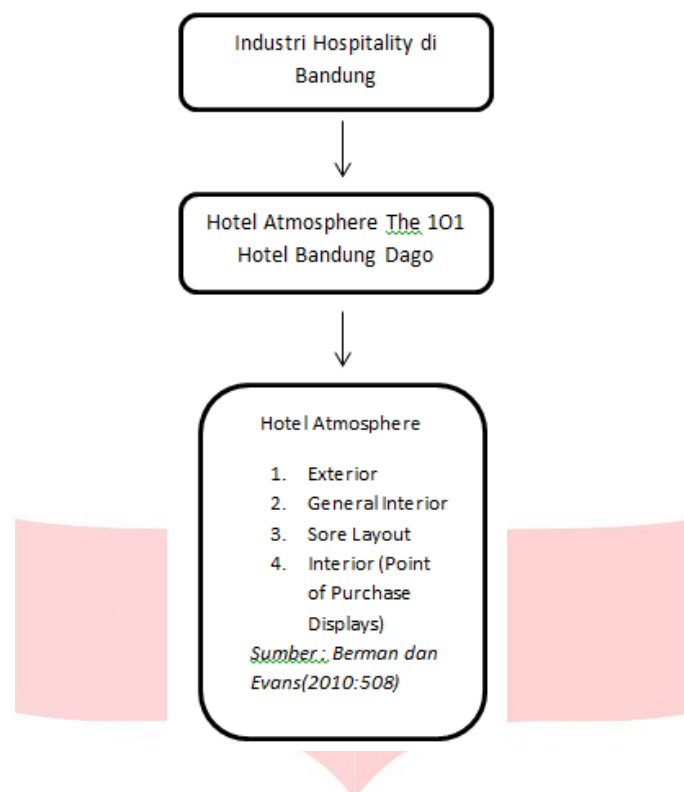 Industri Hospitality di
Bandung
Hotel Atmosphere The 1O1
Hotel Bandung Dago
Hotel Atmosphere
1. Exterior
2. General Interior
3. Sore Layout
4. Interior (Point
of Purchase
Displays)
Sumber : Berman dan
Evans(2010:508)